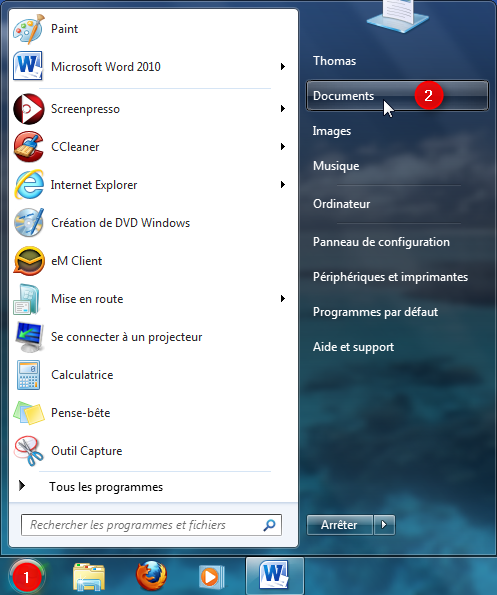 Paint
Microsoft Word 2010
Screenpresso
CCleaner
Internet Explorer
Création de DVD Windows
eM Client
Mise en route
Se connecter à un projecteur
Calculatrice
Pense-bête
Outil Capture
Tous les programmes
Rechercher les programmes et fichiers
Thomas
Documents 2
Images
Musique
Ordinateur
Panneau de configuration
Périphériques et imprimantes
Programmes par défaut
Aide et support
Arrêter
1
W